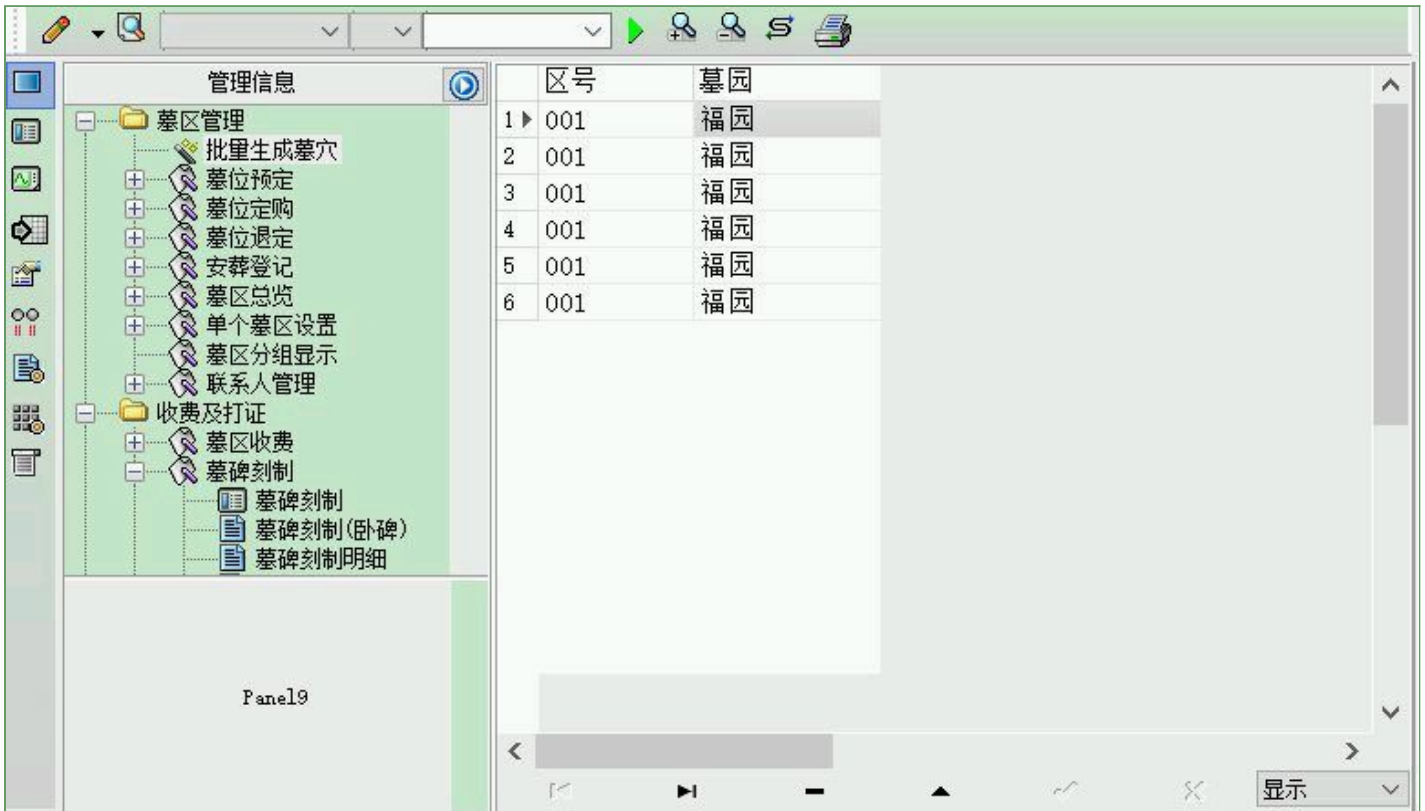 管理信息
墓区管理
批量生成墓穴
墓位预定
墓位定购
墓位退定
安葬登记
墓区总览
单个墓区设置
墓区分组显示
联系人管理
收费及打证
墓区收费
墓碑刻制
墓碑刻制
墓碑刻制(卧碑)
墓碑刻制明细
Panel9
区号 墓园
1 001 福园
2 001 福园
3 001 福园
4 001 福园
5 001 福园
6 001 福园
显示